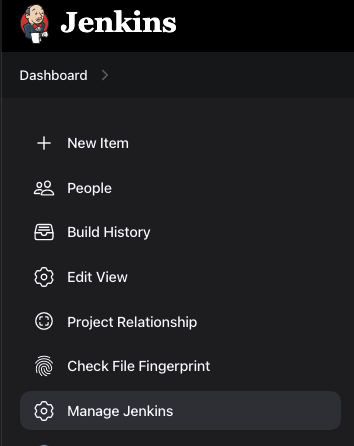 Jenkins
Dashboard
New Item
People
Build History
Edit View
Project Relationship
Check File Fingerprint
Manage Jenkins